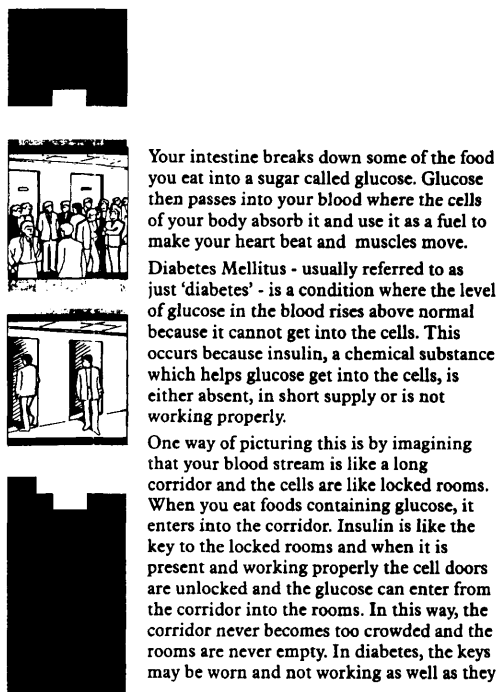 Your intestine breaks down some of the food
you eat into a sugar called glucose. Glucose
then passes into your blood where the cells
of your body absorb it and use it as a fuel to
make your heart beat and muscles move.
Diabetes Mellitus - usually referred to as
just 'diabetes' - is a condition where the level
of glucose in the blood rises above normal
because it cannot get into the cells. This
occurs because insulin, a chemical substance
which helps glucose get into the cells, is
either absent, in short supply or is not
working properly.
One way of picturing this is by imagining
that your blood stream is like a long
corridor and the cells are like locked rooms.
When you eat foods containing glucose, it
enters into the corridor. Insulin is like the
key to the locked rooms and when it is
present and working properly the cell doors
are unlocked and the glucose can enter from
the corridor into the rooms. In this way, the
corridor never becomes too crowded and the
rooms are never empty. In diabetes, the keys
may be worn and not working as well as they